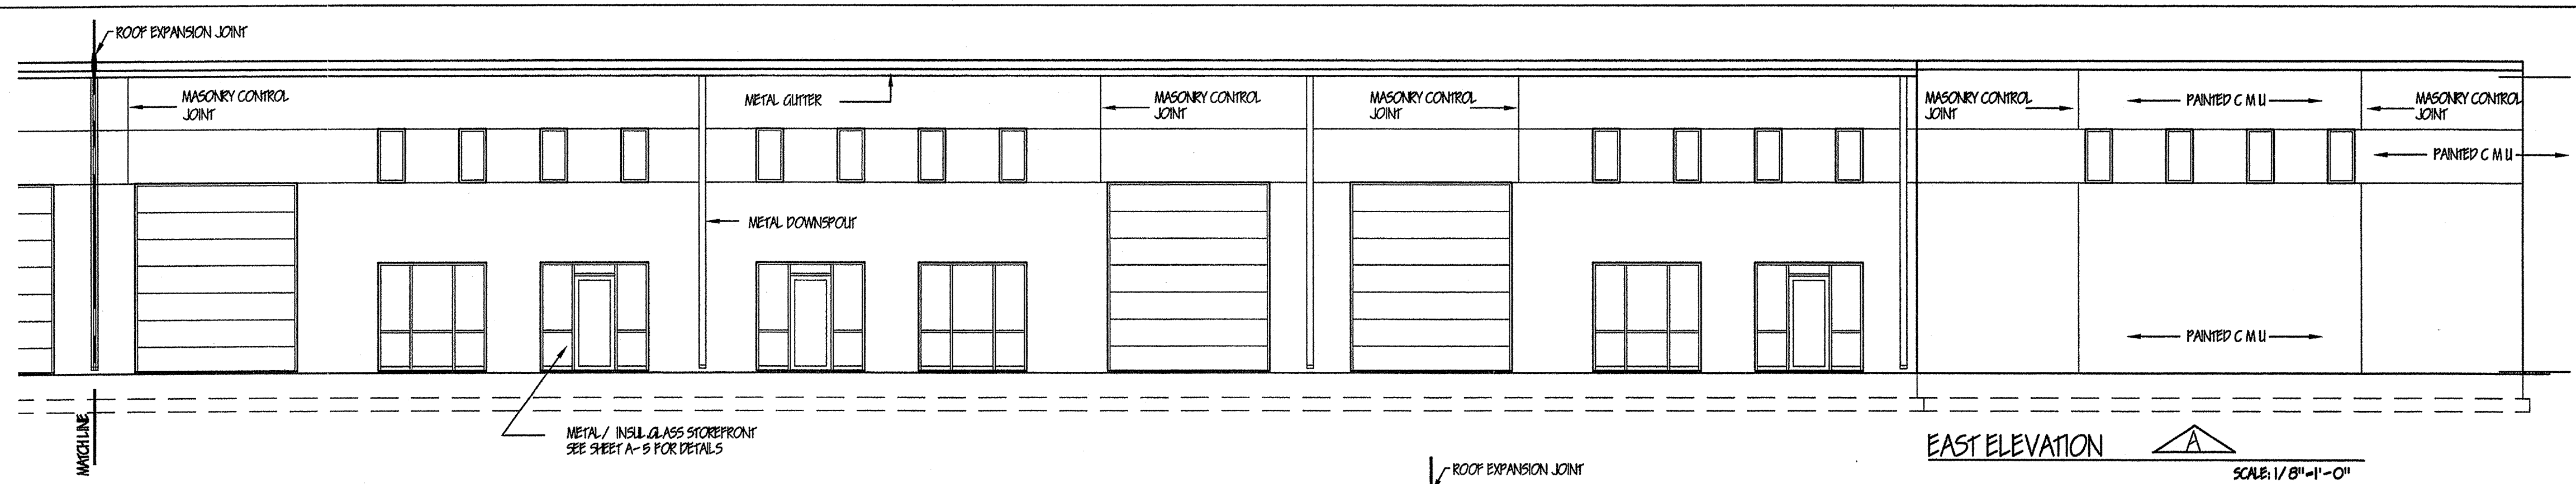 ROOF EXPANSION JOINT
MASONRY CONTROL
JOINT
METAL GUTTER
MASONRY CONTROL
JOINT
MASONRY CONTROL
JOINT
MASONRY CONTROL
JOINT
PAINTED C M U
MASONRY CONTROL
JOINT
PAINTED C M U
METAL DOWNSPOUT
PAINTED C M U
MATCH LINE
METAL/ INSUL.GLASS STOREFRONT
SEE SHEET A-5 FOR DETAILS
EAST ELEVATION
A
SCALE: 1/8"=1'-0"
ROOF EXPANSION JOINT